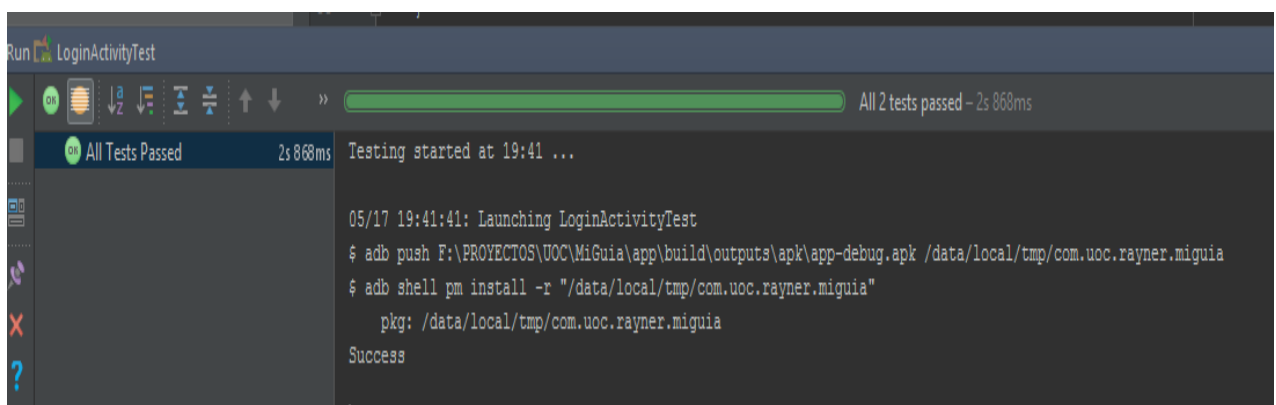 Run LoginActivityTest
OK a z » All 2 tests passed – 2s 868ms
OK All Tests Passed 2s 868ms
Testing started at 19:41 ...
05/17 19:41:41: Launching LoginActivityTest
$ adb push F:\PROYECTOS\UOC\MiGuia\app\build\outputs\apk\app-debug.apk /data/local/tmp/com.uoc.rayner.miguia
$ adb shell pm install -r "/data/local/tmp/com.uoc.rayner.miguia"
pkg: /data/local/tmp/com.uoc.rayner.miguia
Success
?